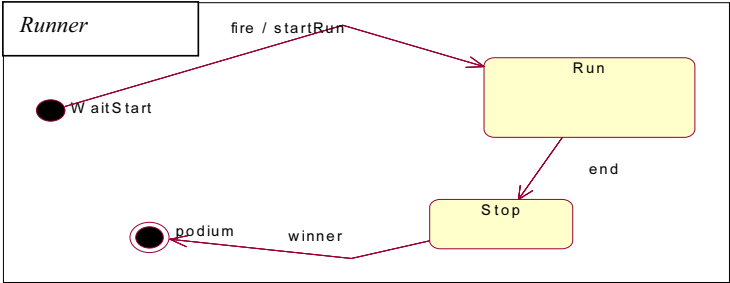 Runner
fire / startRun
Run
WaitStart
end
Stop
podium
winner